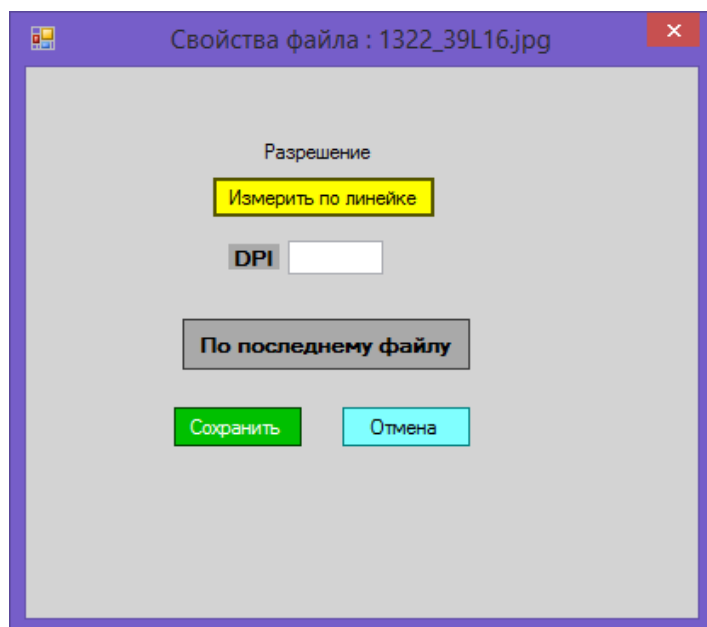 Свойства файла : 1322_39L16.jpg
Разрешение
Измерить по линейке
DPI
По последнему файлу
Сохранить Отмена